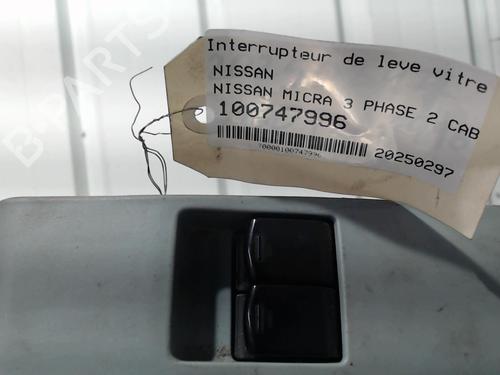 Interrupteur de leve vitre
NISSAN
NISSAN MICRA 3 PHASE 2 CAB
100747996
20250297